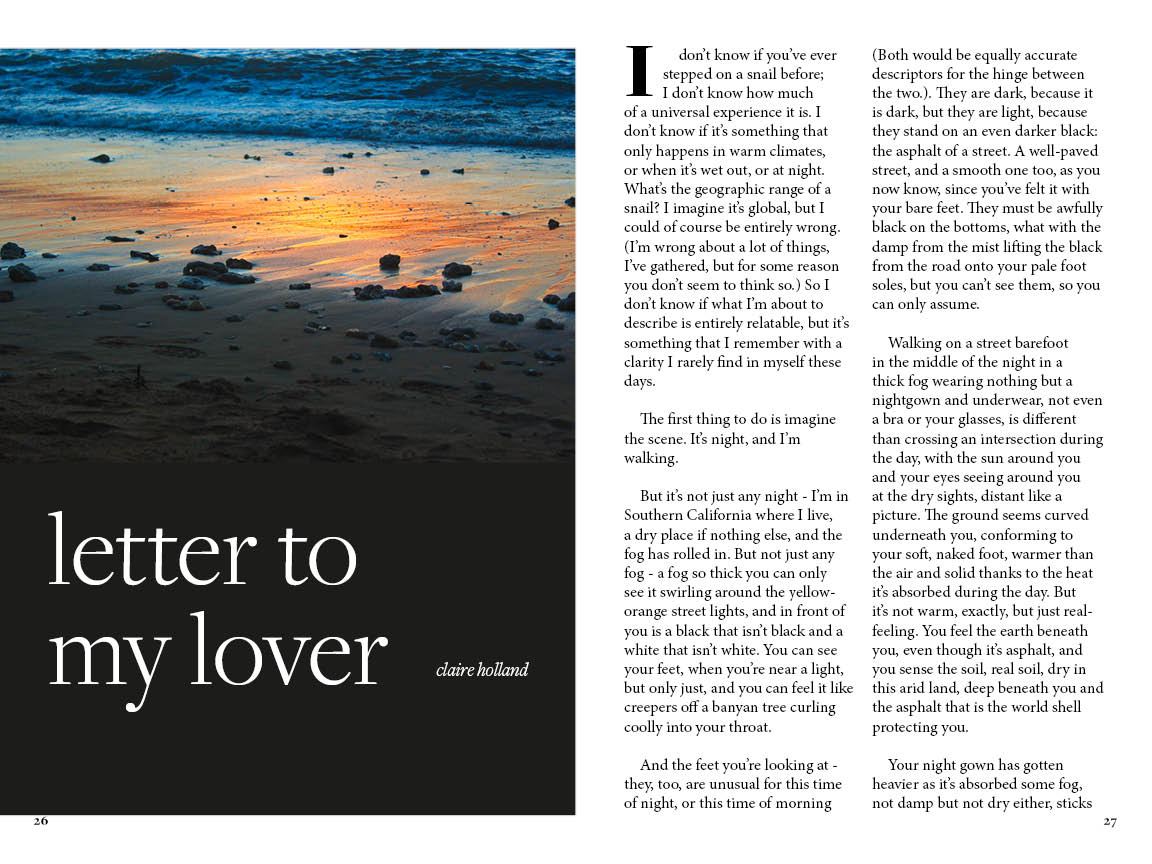 letter to
my lover
claire holland
26
I don’t know if you’ve ever
stepped on a snail before;
I don’t know how much
of a universal experience it is. I
don’t know if it’s something that
only happens in warm climates,
or when it’s wet out, or at night.
What’s the geographic range of a
snail? I imagine it’s global, but I
could of course be entirely wrong.
(I’m wrong about a lot of things,
I’ve gathered, but for some reason
you don’t seem to think so.) So I
don’t know if what I’m about to
describe is entirely relatable, but it’s
something that I remember with a
clarity I rarely find in myself these
days.
The first thing to do is imagine
the scene. It’s night, and I’m
walking.
But it’s not just any night - I’m in
Southern California where I live,
a dry place if nothing else, and the
fog has rolled in. But not just any
fog - a fog so thick you can only
see it swirling around the yellow-
orange street lights, and in front of
you is a black that isn’t black and a
white that isn’t white. You can see
your feet, when you’re near a light,
but only just, and you can feel it like
creepers off a banyan tree curling
coolly into your throat.
And the feet you’re looking at -
they, too, are unusual for this time
of night, or this time of morning
(Both would be equally accurate
descriptors for the hinge between
the two.). They are dark, because it
is dark, but they are light, because
they stand on an even darker black:
the asphalt of a street. A well-paved
street, and a smooth one too, as you
now know, since you’ve felt it with
your bare feet. They must be awfully
black on the bottoms, what with the
damp from the mist lifting the black
from the road onto your pale foot
soles, but you can’t see them, so you
can only assume.
Walking on a street barefoot
in the middle of the night in a
thick fog wearing nothing but a
nightgown and underwear, not even
a bra or your glasses, is different
than crossing an intersection during
the day, with the sun around you
and your eyes seeing around you
at the dry sights, distant like a
picture. The ground seems curved
underneath you, conforming to
your soft, naked foot, warmer than
the air and solid thanks to the heat
it’s absorbed during the day. But
it’s not warm, exactly, but just real-
feeling. You feel the earth beneath
you, even though it’s asphalt, and
you sense the soil, real soil, dry in
this arid land, deep beneath you and
the asphalt that is the world shell
protecting you.
Your night gown has gotten
heavier as it’s absorbed some fog,
not damp but not dry either, sticks
27